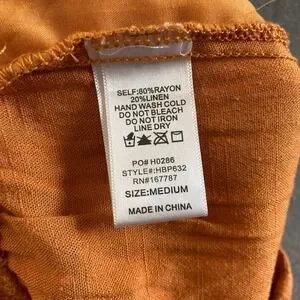 SELF:80%RAYON
20%LINEN
HAND WASH COLD
DO NOT BLEACH
DO NOT IRON
LINE DRY
PO# H0286
STYLE#:HBP632
RN#167787
SIZE:MEDIUM
MADE IN CHINA